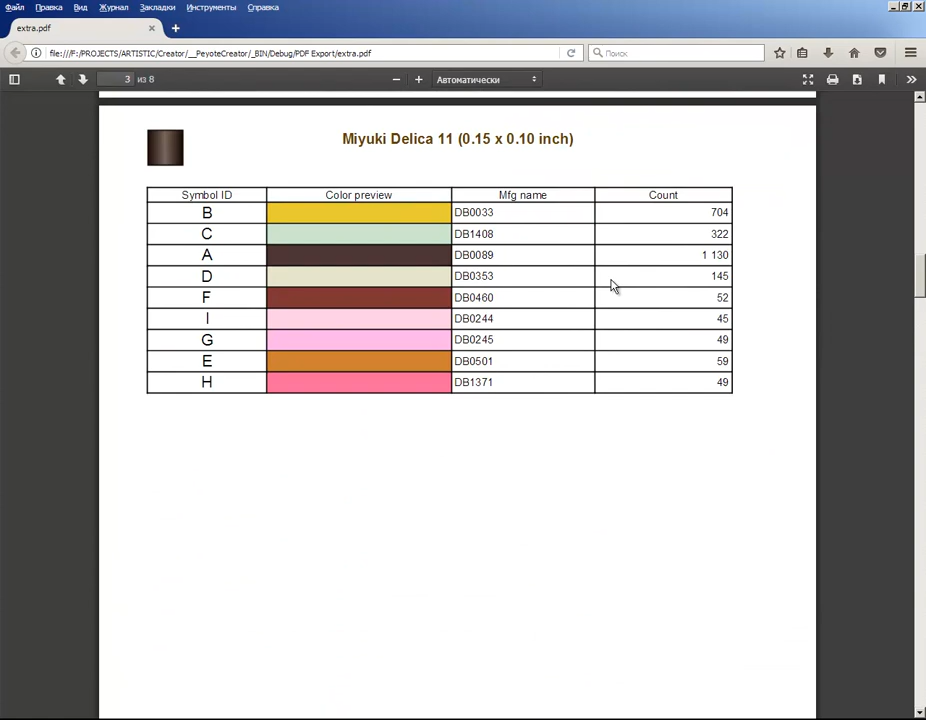 Файл Правка Вид Журнал Закладки Инструменты Справка
extra.pdf
file:///F:/PROJECTS/ARTISTIC/Creator/__PeyoteCreator/_BIN/Debug/PDF Export/extra.pdf Поиск
3 из 8 Автоматически
Miyuki Delica 11 (0.15 x 0.10 inch)
Symbol ID Color preview Mfg name Count
B DB0033 704
C DB1408 322
A DB0089 1 130
D DB0353 145
F DB0460 52
I DB0244 45
G DB0245 49
E DB0501 59
H DB1371 49